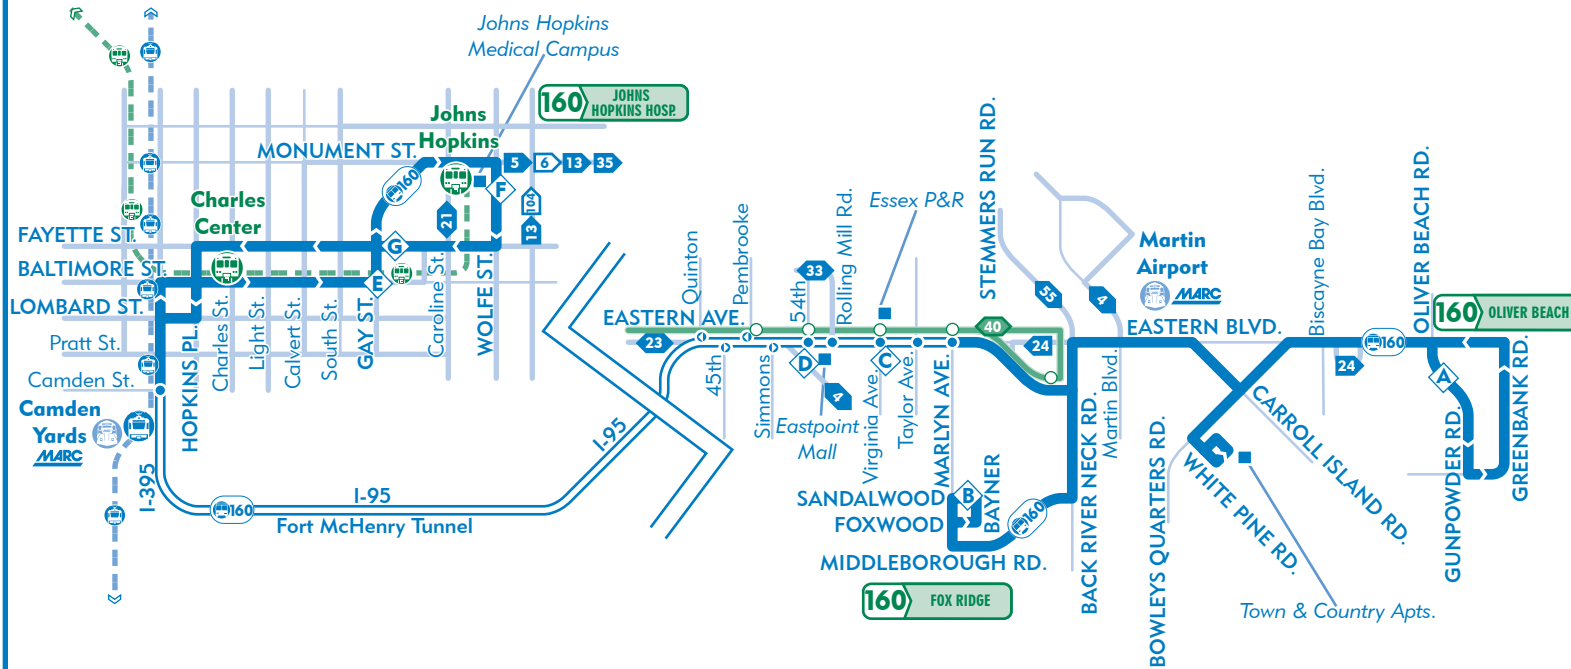 Johns Hopkins
Medical Campus
160
JOHNS
HOPKINS HOSP.
Johns
Hopkins
MONUMENT ST.
160
5
6
13
35
F
104
13
21
Charles
Center
FAYETTE ST.
G
BALTIMORE ST.
E
LOMBARD ST.
Pratt St.
Camden St.
Camden
Yards
MARC
HOPKINS PL.
Charles St.
Light St.
Calvert St.
South St.
GAY ST.
Caroline St.
WOLFE ST.
I-395
160
I-95
Fort McHenry Tunnel
I-95
EASTERN AVE.
23
Quinton
Pembrooke
33
54th
Rolling Mill Rd.
Essex P&R
45th
Simmons
D
4
Eastpoint
Mall
C
Virginia Ave.
Taylor Ave.
MARLYN AVE.
40
24
STEMMERS RUN RD.
55
4
Martin
Airport
MARC
EASTERN BLVD.
Martin Blvd.
BACK RIVER NECK RD.
SANDALWOOD
B
FOXWOOD
BAYNER
160
MIDDLEBOROUGH RD.
160
FOX RIDGE
BOWLEYS QUARTERS RD.
WHITE PINE RD.
CARROLL ISLAND RD.
Town & Country Apts.
Biscayne Bay Blvd.
24
160
OLIVER BEACH RD.
160
OLIVER BEACH
A
GUNPOWDER RD.
GREENBANK RD.